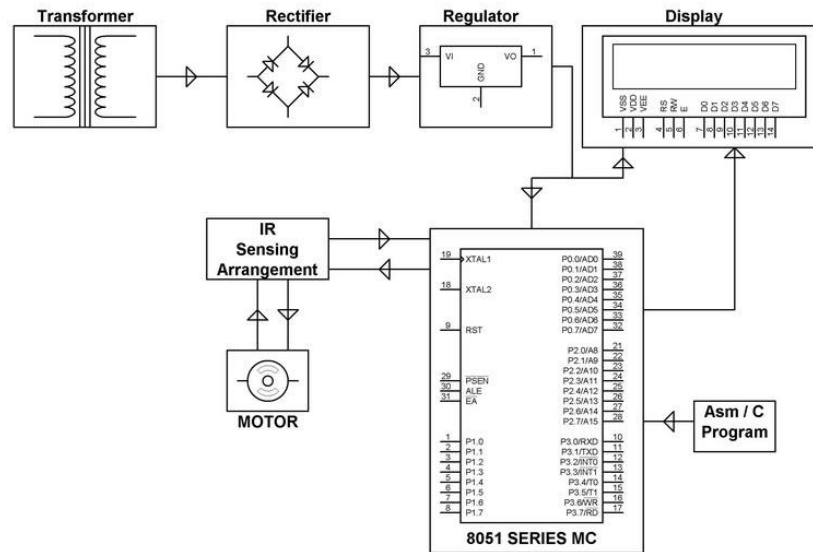 Transformer
Rectifier
Regulator
Display
3
VI
VO
1
GND
2
VSS
VDD
VEE
RS
RW
E
D0
D1
D2
D3
D4
D5
D6
D7
1
2
3
4
5
6
7
8
9
10
11
12
13
14
IR
Sensing
Arrangement
MOTOR
19
XTAL1
18
XTAL2
9
RST
29
PSEN
30
ALE
31
EA
1
P1.0
2
P1.1
3
P1.2
4
P1.3
5
P1.4
6
P1.5
7
P1.6
8
P1.7
P0.0/AD0
39
P0.1/AD1
38
P0.2/AD2
37
P0.3/AD3
36
P0.4/AD4
35
P0.5/AD5
34
P0.6/AD6
33
P0.7/AD7
32
P2.0/A8
21
P2.1/A9
22
P2.2/A10
23
P2.3/A11
24
P2.4/A12
25
P2.5/A13
26
P2.6/A14
27
P2.7/A15
28
P3.0/RXD
10
P3.1/TXD
11
P3.2/INT0
12
P3.3/INT1
13
P3.4/T0
14
P3.5/T1
15
P3.6/WR
16
P3.7/RD
17
8051 SERIES MC
Asm / C
Program